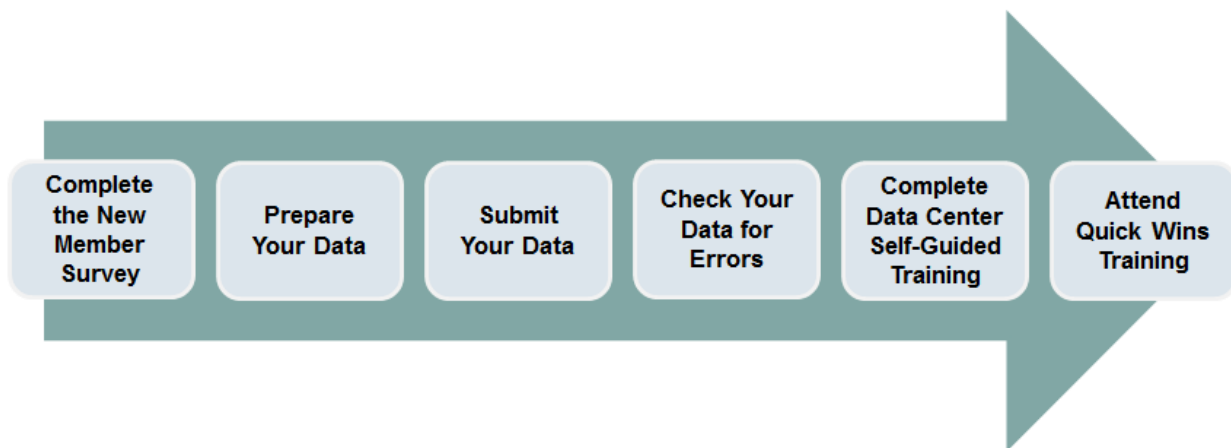 Complete
the New
Member
Survey
Prepare
Your Data
Submit
Your Data
Check Your
Data for
Errors
Complete
Data Center
Self-Guided
Training
Attend
Quick Wins
Training